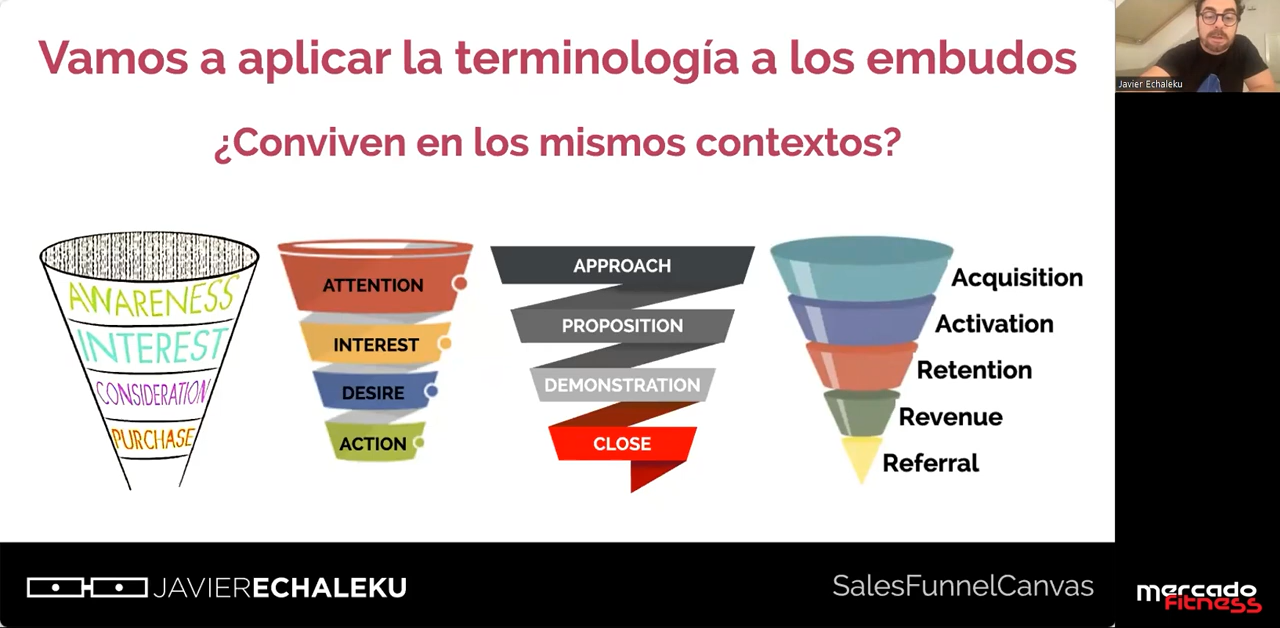 Vamos a aplicar la terminología a los embudos
¿Conviven en los mismos contextos?
AWARENESS
INTEREST
CONSIDERATION
PURCHASE
ATTENTION
INTEREST
DESIRE
ACTION
APPROACH
PROPOSITION
DEMONSTRATION
CLOSE
Acquisition
Activation
Retention
Revenue
Referral
JAVIERECHALEKU
SalesFunnelCanvas
Javier Echaleku
mercado
fitness